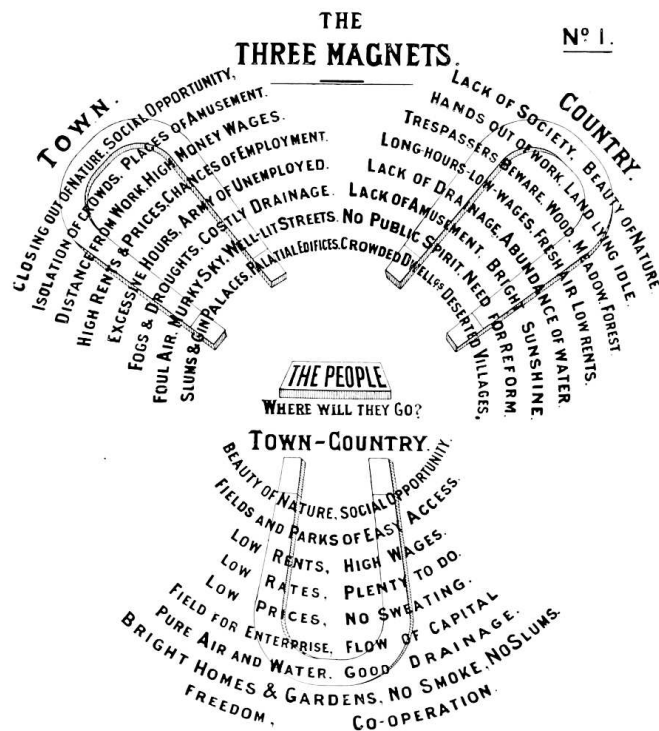 THE
THREE MAGNETS.
Nº 1.
TOWN.
CLOSING OUT OF NATURE. SOCIAL OPPORTUNITY.
ISOLATION OF CROWDS. PLACES OF AMUSEMENT.
DISTANCE FROM WORK. HIGH MONEY WAGES.
HIGH RENTS & PRICES. CHANCES OF EMPLOYMENT.
EXCESSIVE HOURS. ARMY OF UNEMPLOYED.
FOGS & DROUGHTS. COSTLY DRAINAGE.
FOUL AIR. MURKY SKY. WELL-LIT STREETS.
SLUMS & GIN PALACES. PALATIAL EDIFICES.
COUNTRY.
LACK OF SOCIETY. BEAUTY OF NATURE.
HANDS OUT OF WORK. LAND LYING IDLE.
TRESPASSERS BEWARE. WOOD, MEADOW, FOREST.
LONG-HOURS-LOW-WAGES. FRESH AIR LOW RENTS.
LACK OF DRAINAGE. ABUNDANCE OF WATER.
LACK OF AMUSEMENT. BRIGHT SUNSHINE.
NO PUBLIC SPIRIT. NEED FOR REFORM.
CROWDED DWELLGS DESERTED VILLAGES,
THE PEOPLE
WHERE WILL THEY GO?
TOWN-COUNTRY.
BEAUTY OF NATURE. SOCIAL OPPORTUNITY.
FIELDS AND PARKS OF EASY ACCESS.
LOW RENTS, HIGH WAGES.
LOW RATES, PLENTY TO DO.
LOW PRICES, NO SWEATING.
FIELD FOR ENTERPRISE, FLOW OF CAPITAL
PURE AIR AND WATER. GOOD DRAINAGE.
BRIGHT HOMES & GARDENS, NO SMOKE, NO SLUMS.
FREEDOM, CO-OPERATION.